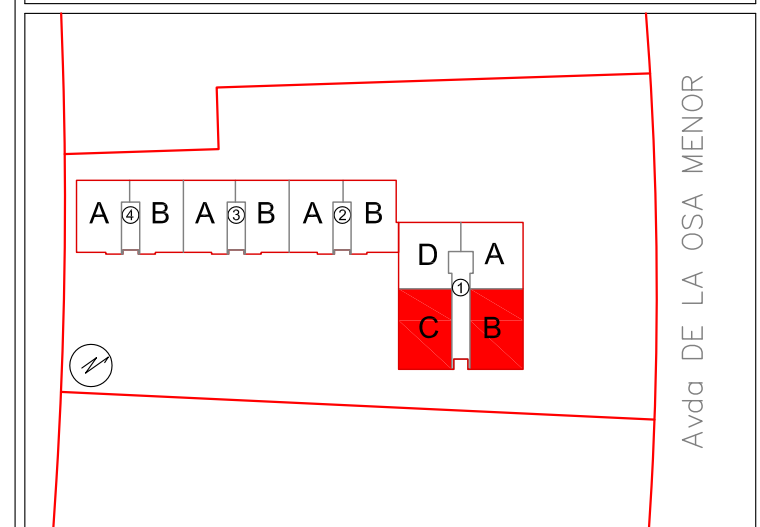 A 4 B A 3 B A 2 B
D A
1
C B
N
Avda DE LA OSA MENOR